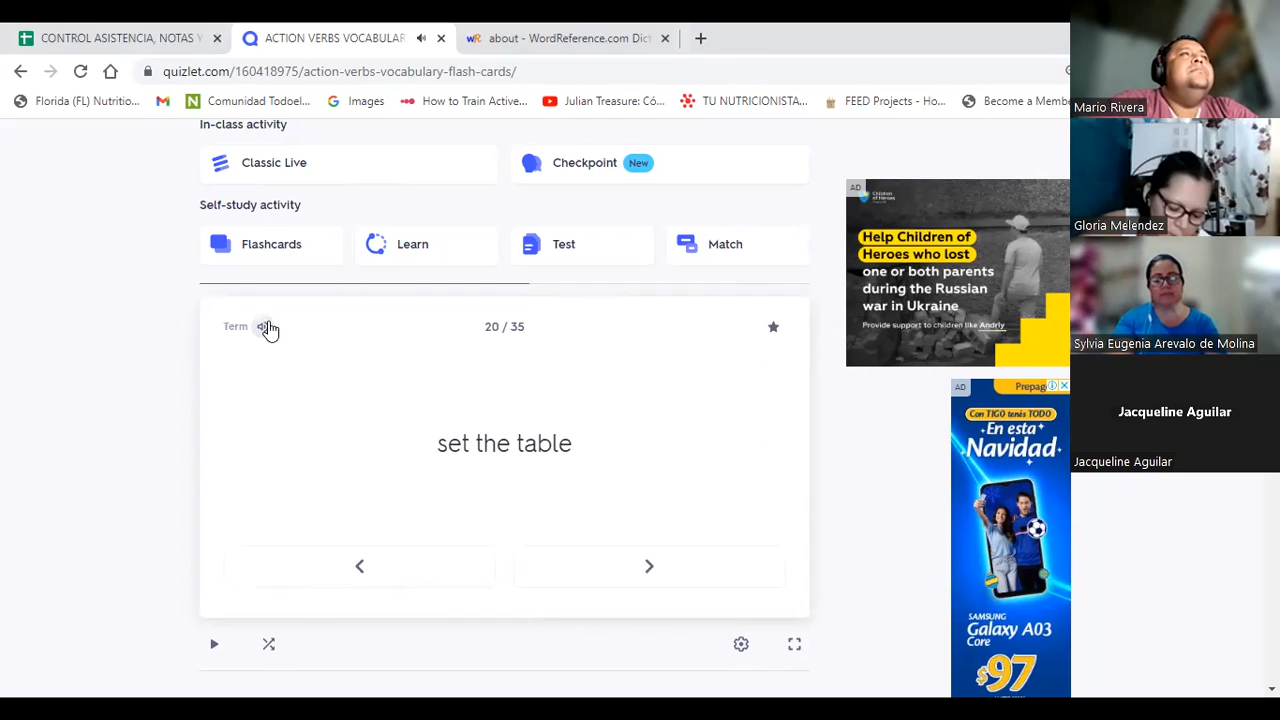 CONTROL ASISTENCIA, NOTAS Y
ACTION VERBS VOCABULAR
about - WordReference.com Dict
quizlet.com/160418975/action-verbs-vocabulary-flash-cards/
Florida (FL) Nutritio...
Comunidad Todoel...
Images
How to Train Active...
Julian Treasure: Có...
TU NUTRICIONISTA...
FEED Projects - Ho...
Become a Membe
In-class activity
Classic Live
Checkpoint
New
Self-study activity
Flashcards
Learn
Test
Match
Term
20 / 35
set the table
AD
Children
of Heroes
Help Children of
Heroes who lost
one or both parents
during the Russian
war in Ukraine
Provide support to children like Andriy
AD
Prepag
Con TIGO tenés TODO
En esta
Navidad
SAMSUNG
Galaxy A03
Core
$97
Mario Rivera
Gloria Melendez
Sylvia Eugenia Arevalo de Molina
Jacqueline Aguilar
Jacqueline Aguilar